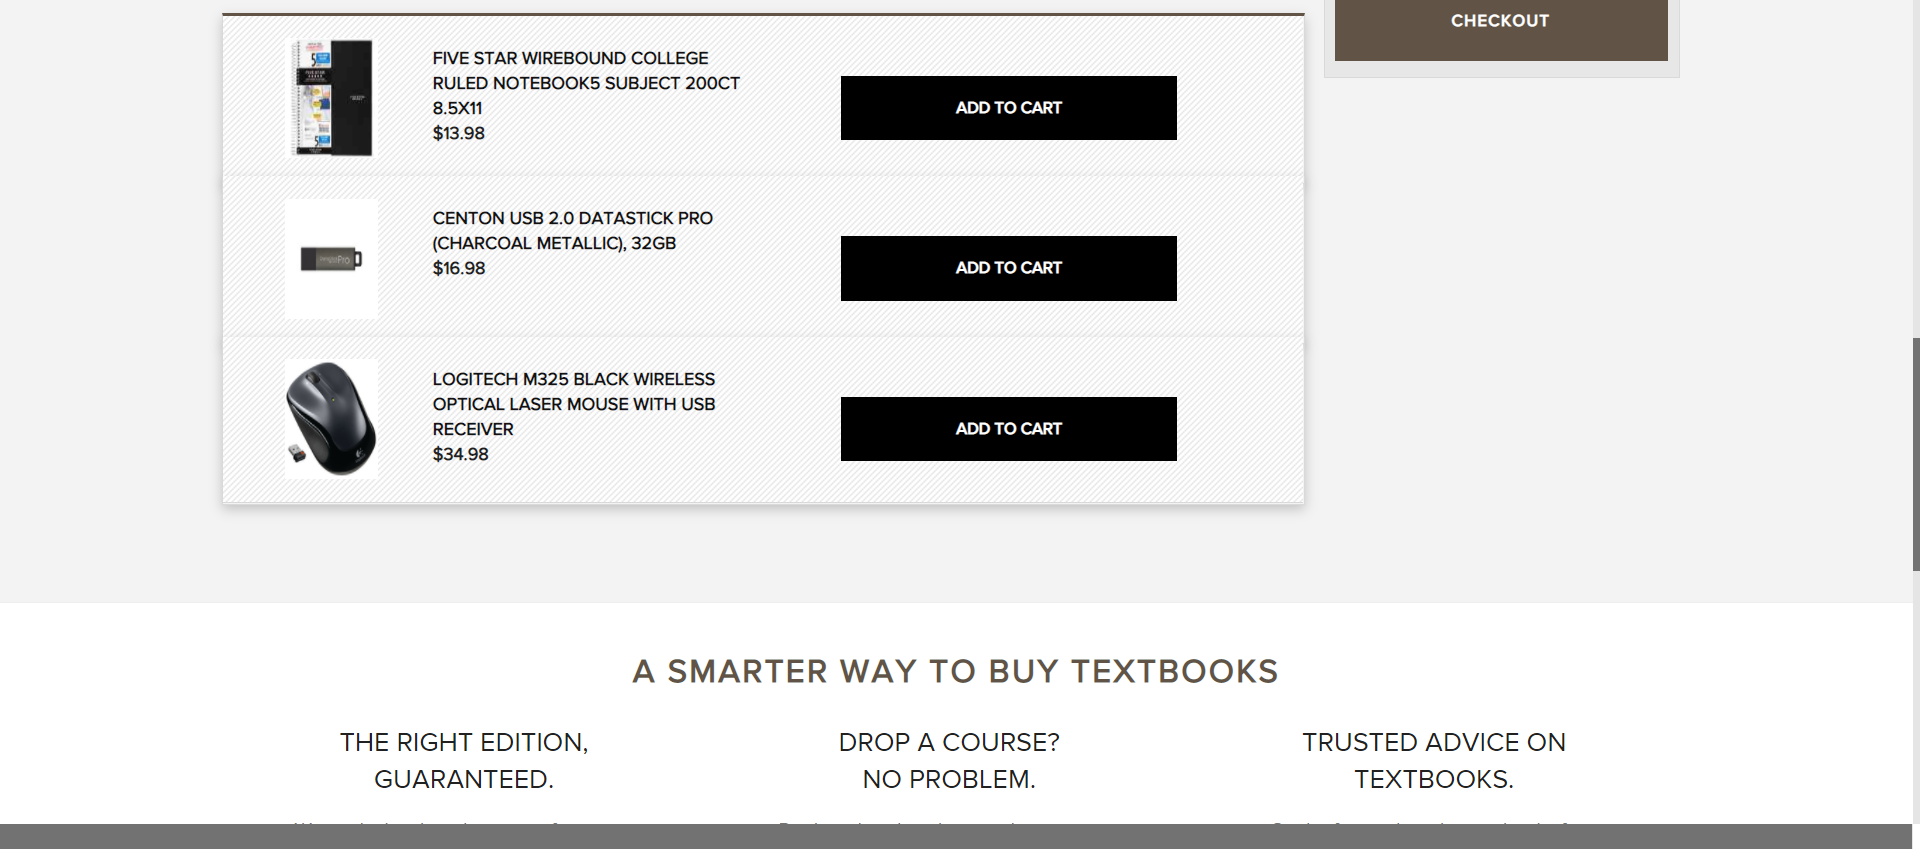 CHECKOUT
FIVE STAR WIREBOUND COLLEGE
RULED NOTEBOOK5 SUBJECT 200CT
8.5X11
$13.98
ADD TO CART
CENTON USB 2.0 DATASTICK PRO
(CHARCOAL METALLIC), 32GB
$16.98
ADD TO CART
LOGITECH M325 BLACK WIRELESS
OPTICAL LASER MOUSE WITH USB
RECEIVER
$34.98
ADD TO CART
A SMARTER WAY TO BUY TEXTBOOKS
THE RIGHT EDITION,
GUARANTEED.
DROP A COURSE?
NO PROBLEM.
TRUSTED ADVICE ON
TEXTBOOKS.